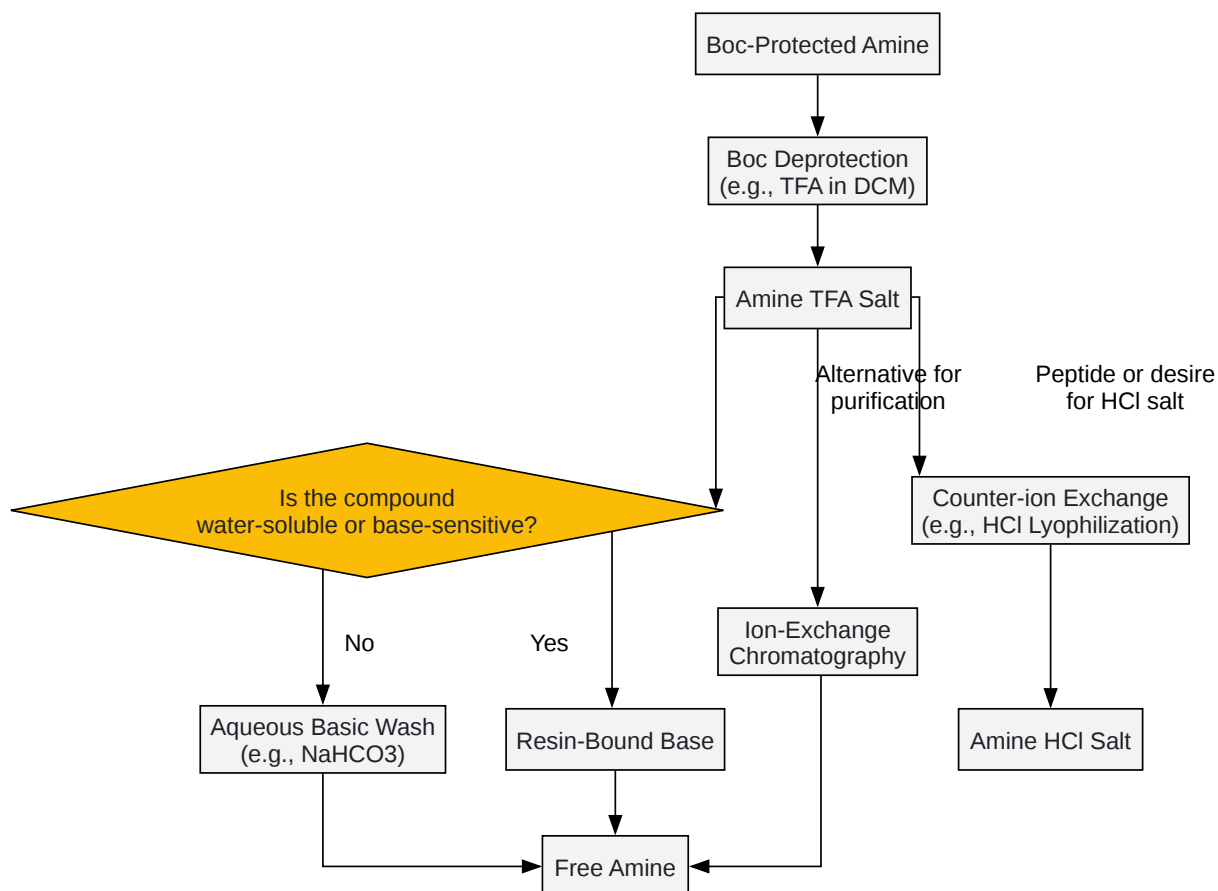 Boc-Protected Amine
Boc Deprotection
(e.g., TFA in DCM)
Amine TFA Salt
Alternative for
purification
Peptide or desire
for HCl salt
Is the compound
water-soluble or base-sensitive?
Counter-ion Exchange
(e.g., HCl Lyophilization)
No
Yes
Ion-Exchange
Chromatography
Aqueous Basic Wash
(e.g., NaHCO3)
Resin-Bound Base
Amine HCl Salt
Free Amine